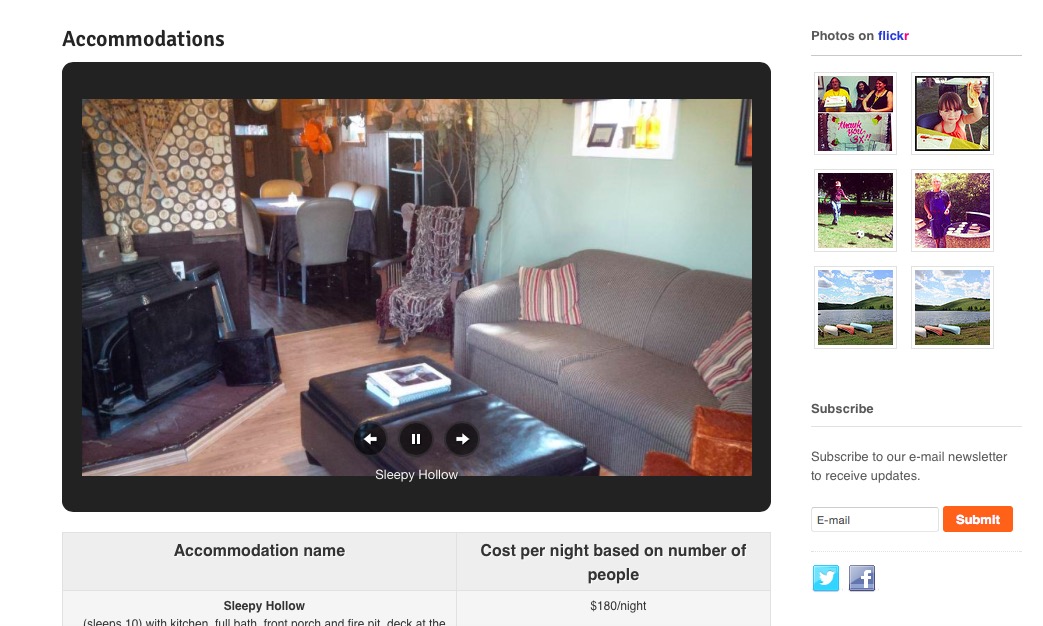 Accommodations
Photos on flickr
Thank
you
Sleepy Hollow
Subscribe
Subscribe to our e-mail newsletter
to receive updates.
E-mail
Submit
Accommodation name
Cost per night based on number of
people
Sleepy Hollow
$180/night
(sleeps 10) with kitchen, full bath, front porch and fire pit, deck at the